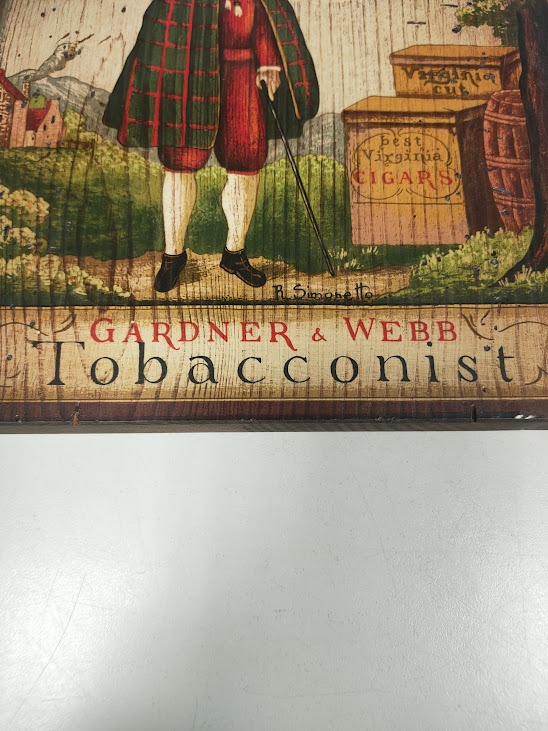 Virginia
cut
best
Virginia
CIGARS
R. Simonetto
GARDNER & WEBB
Tobacconist